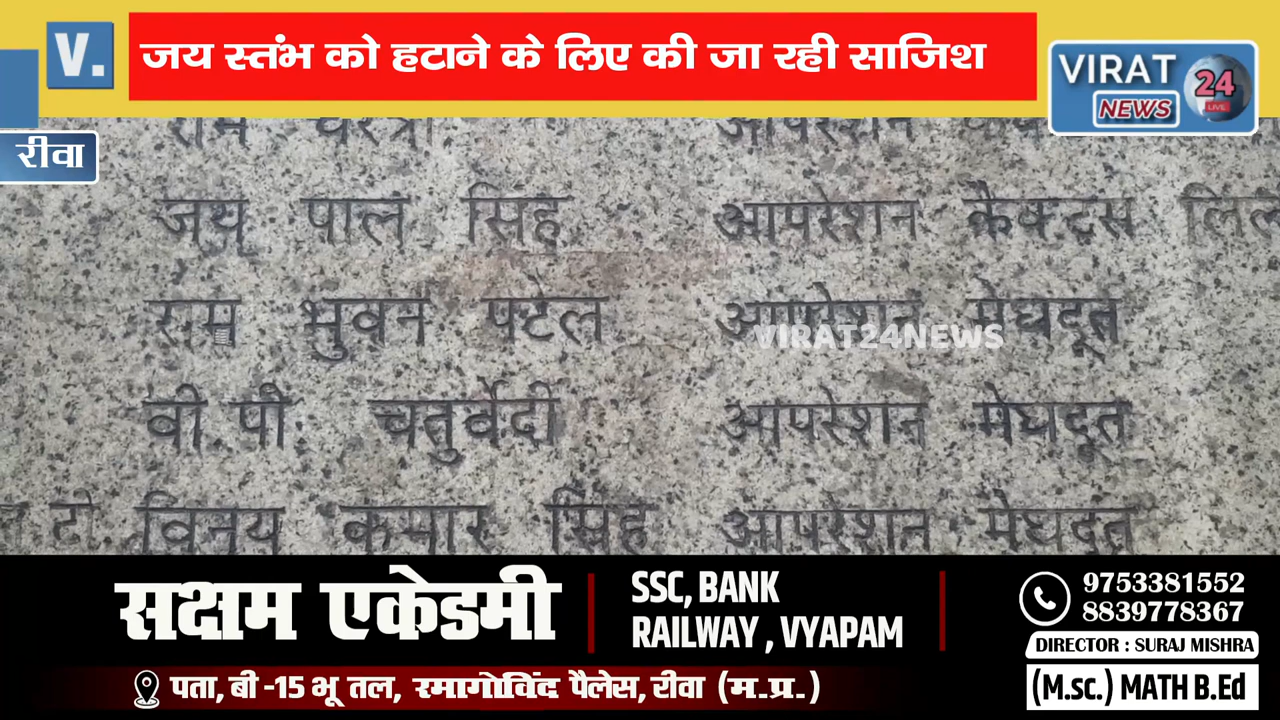 V.
जय स्तंभ को हटाने के लिए की जा रही साजिश
VIRAT
24
NEWS
LIVE
रीवा
राम
आपरेशन
जय पाल सिंह आपरेशन कैक्टस
राम भुवन पटेल आपरेशन मेघदूत
VIRAT24NEWS
वी.पी चतुर्वेदी आपरेशन मेघदूत
विनय कुमार सिंह आपरेशन मेघदूत
सक्षम एकेडमी
SSC, BANK
RAILWAY , VYAPAM
9753381552
8839778367
DIRECTOR : SURAJ MISHRA
(M.sc.) MATH B.Ed
पता, बी -15 भू तल, रमागोविंद पैलेस, रीवा (म.प्र.)